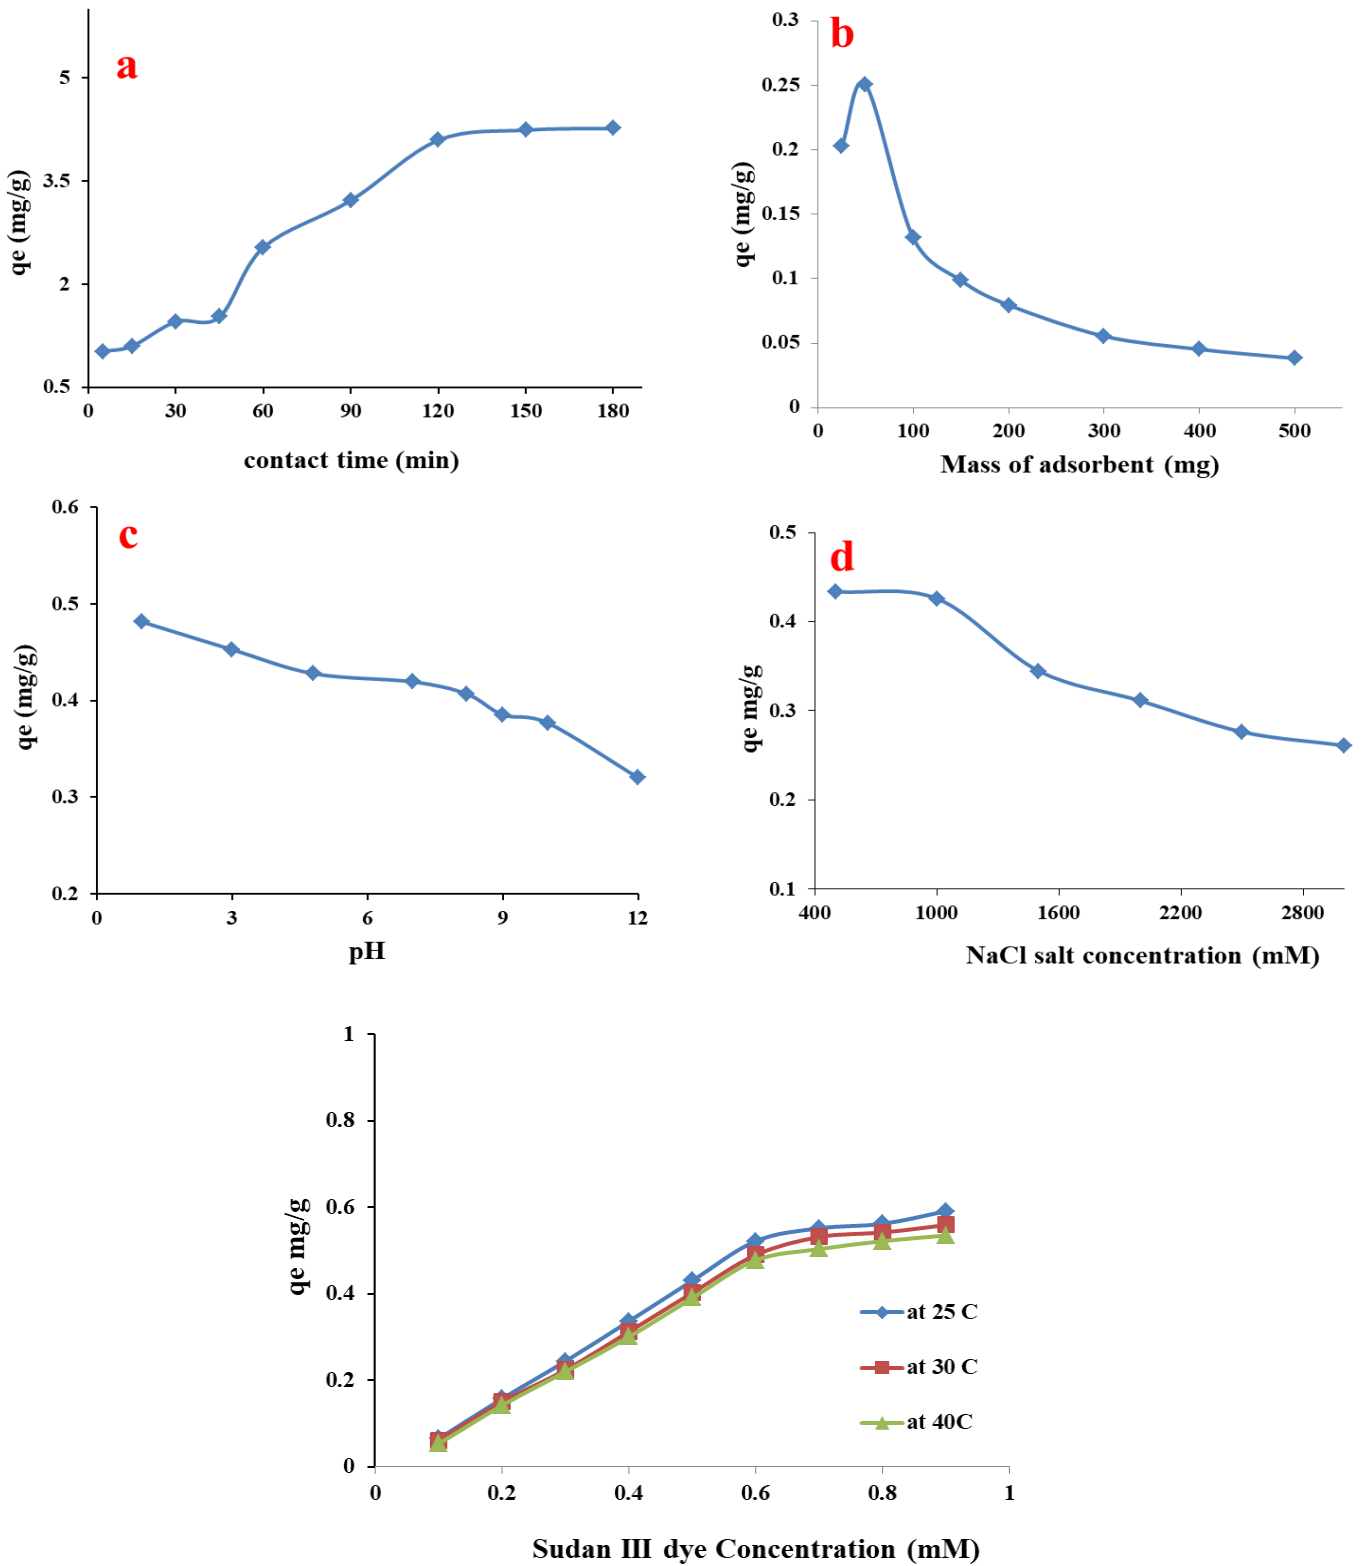 a
5
3.5
2
0.5
qe (mg/g)
0 30 60 90 120 150 180
contact time (min)
b
0.3
0.25
0.2
0.15
0.1
0.05
0
qe (mg/g)
0 100 200 300 400 500
Mass of adsorbent (mg)
c
0.6
0.5
0.4
0.3
0.2
qe (mg/g)
0 3 6 9 12
pH
d
0.5
0.4
0.3
0.2
0.1
qe mg/g
400 1000 1600 2200 2800
NaCl salt concentration (mM)
1
0.8
0.6
0.4
0.2
0
qe mg/g
at 25 C
at 30 C
at 40C
0 0.2 0.4 0.6 0.8 1
Sudan III dye Concentration (mM)